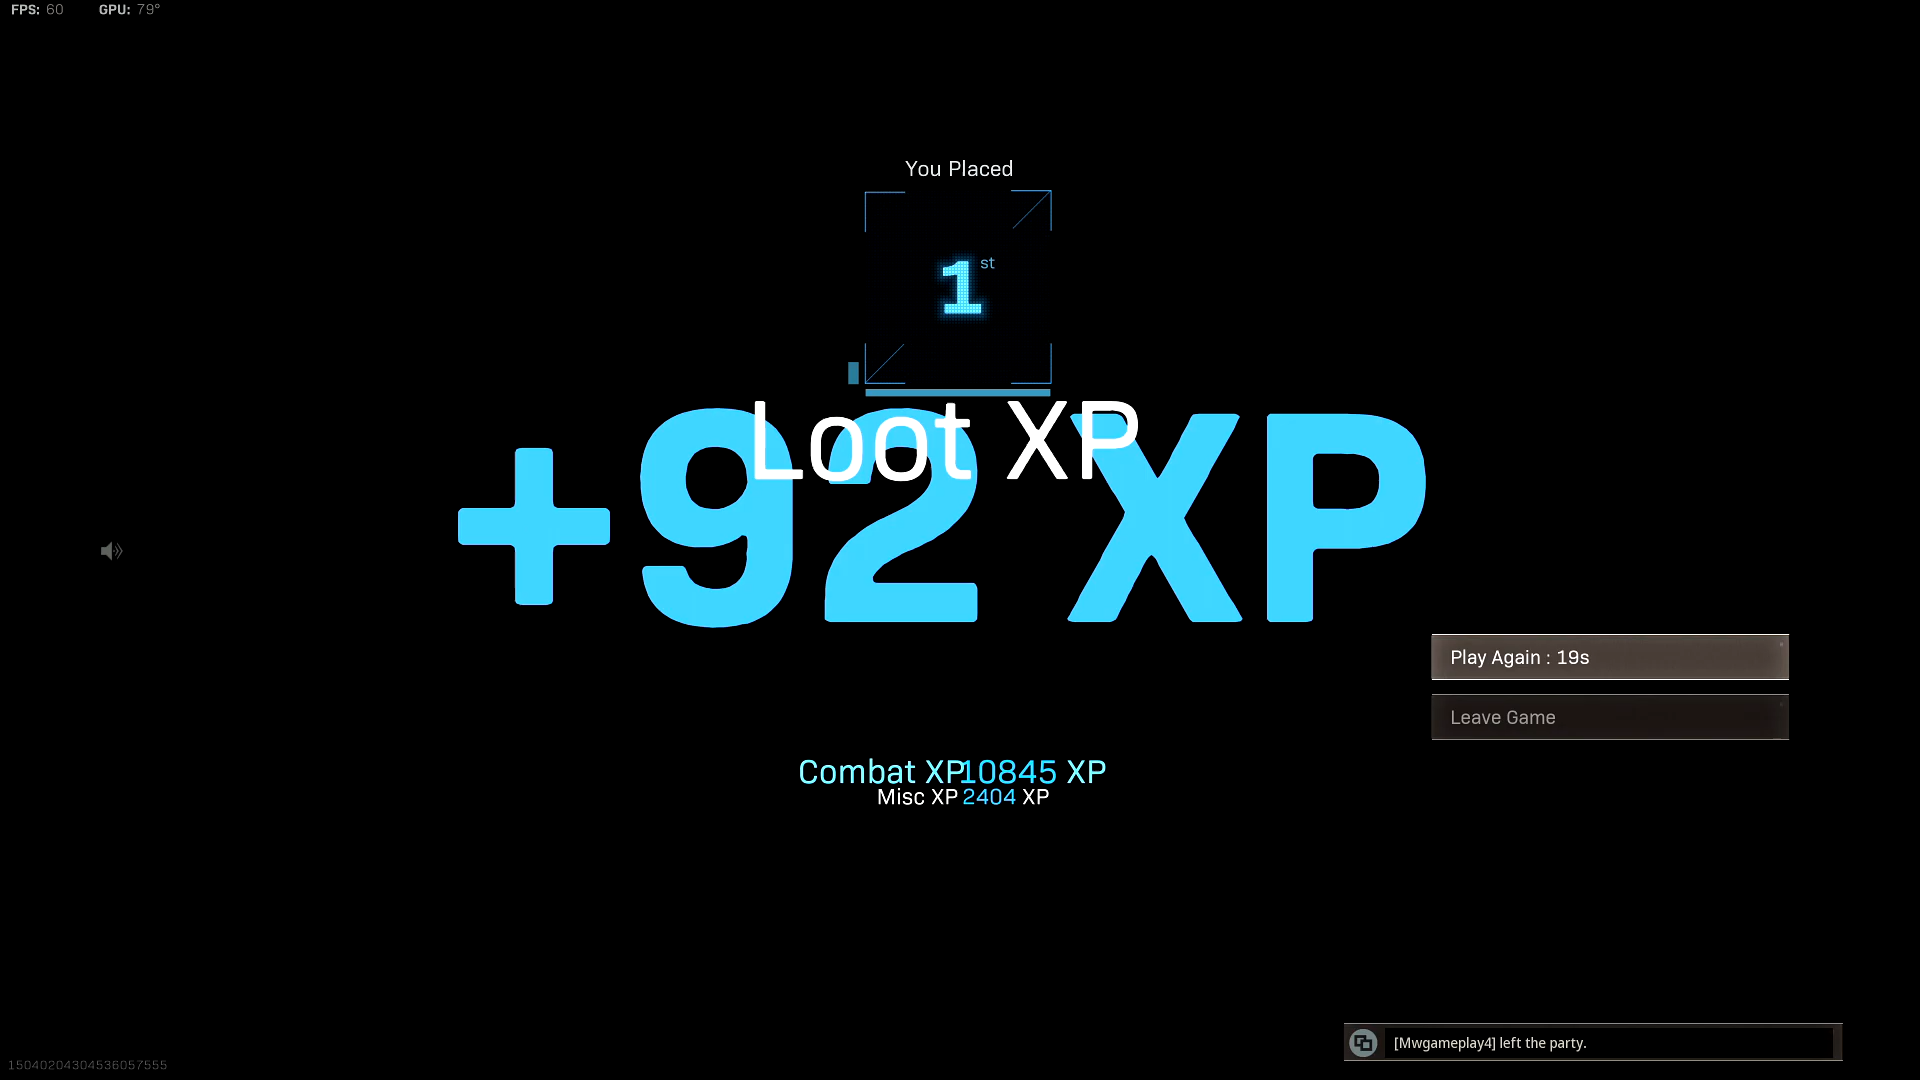 FPS: 60 GPU: 79°
You Placed
1st
Loot XP
+92 XP
Play Again : 19s
Leave Game
Combat XP 10845 XP
Misc XP 2404 XP
[Mwgameplay4] left the party.
15040204304536057555